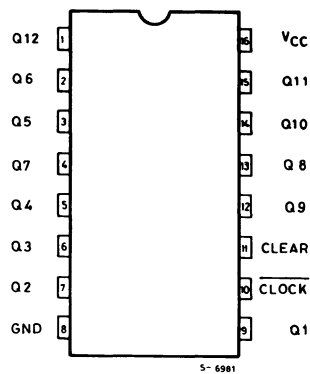 Q12 1 16 VCC
Q6 2 15 Q11
Q5 3 14 Q10
Q7 4 13 Q8
Q4 5 12 Q9
Q3 6 11 CLEAR
Q2 7 10 CLOCK
GND 8 9 Q1
S-6981